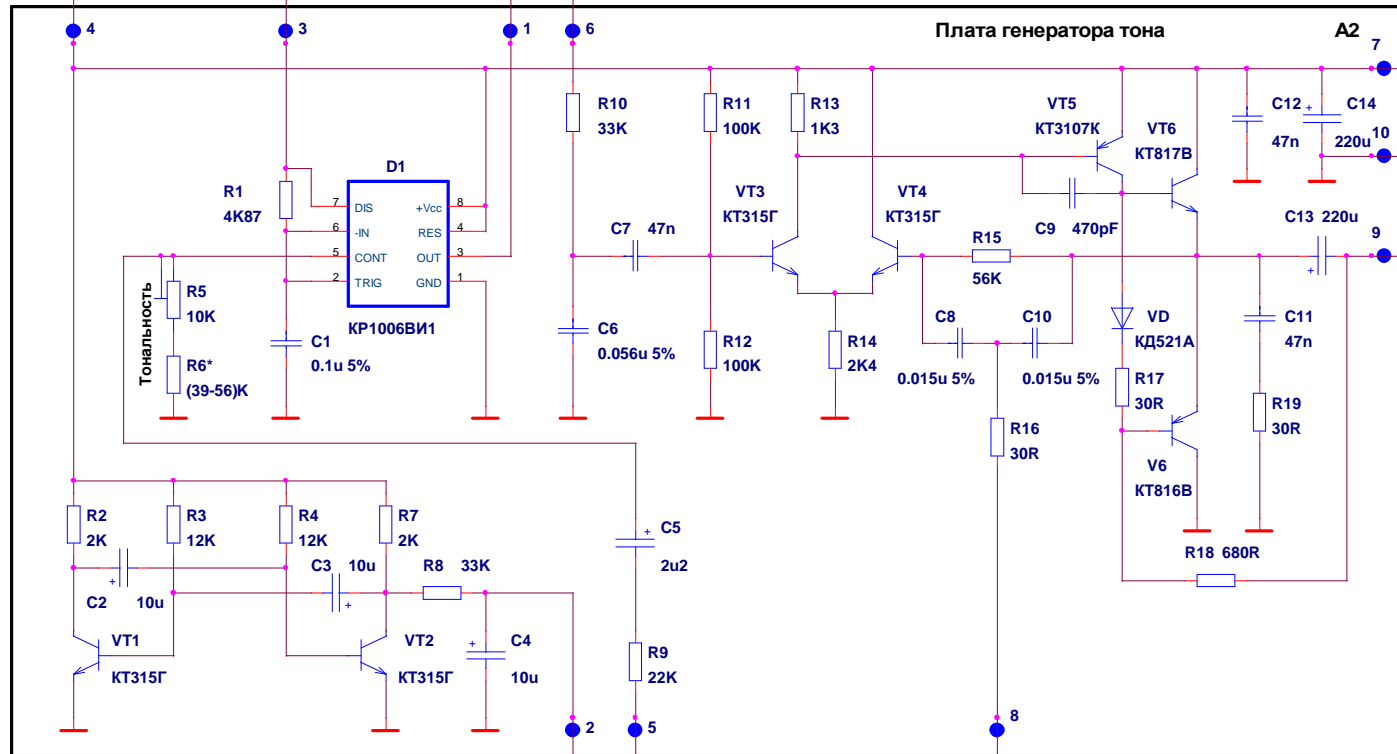 4
3
1
6
Плата генератора тона
A2
7
R10
33K
R11
100K
R13
1K3
VT5
КТ3107К
VT6
КТ817В
C12
47n
C14
220u
10
D1
R1
4K87
7
DIS
+Vcc
8
6
-IN
RES
4
5
CONT
OUT
3
2
TRIG
GND
1
КР1006ВИ1
VT3
КТ315Г
VT4
КТ315Г
C7
47n
C9
470pF
C13
220u
9
R15
56K
Тональность
R5
10K
R6*
(39-56)K
C1
0.1u 5%
C6
0.056u 5%
R12
100K
R14
2K4
C8
C10
0.015u 5%
0.015u 5%
VD
КД521А
C11
47n
R17
30R
R16
30R
R19
30R
V6
КТ816В
R2
2K
R3
12K
R4
12K
R7
2K
C5
2u2
R18 680R
C2
10u
C3
10u
R8
33K
VT1
КТ315Г
VT2
КТ315Г
C4
10u
R9
22K
2
5
8
+
+
+
+
+
+